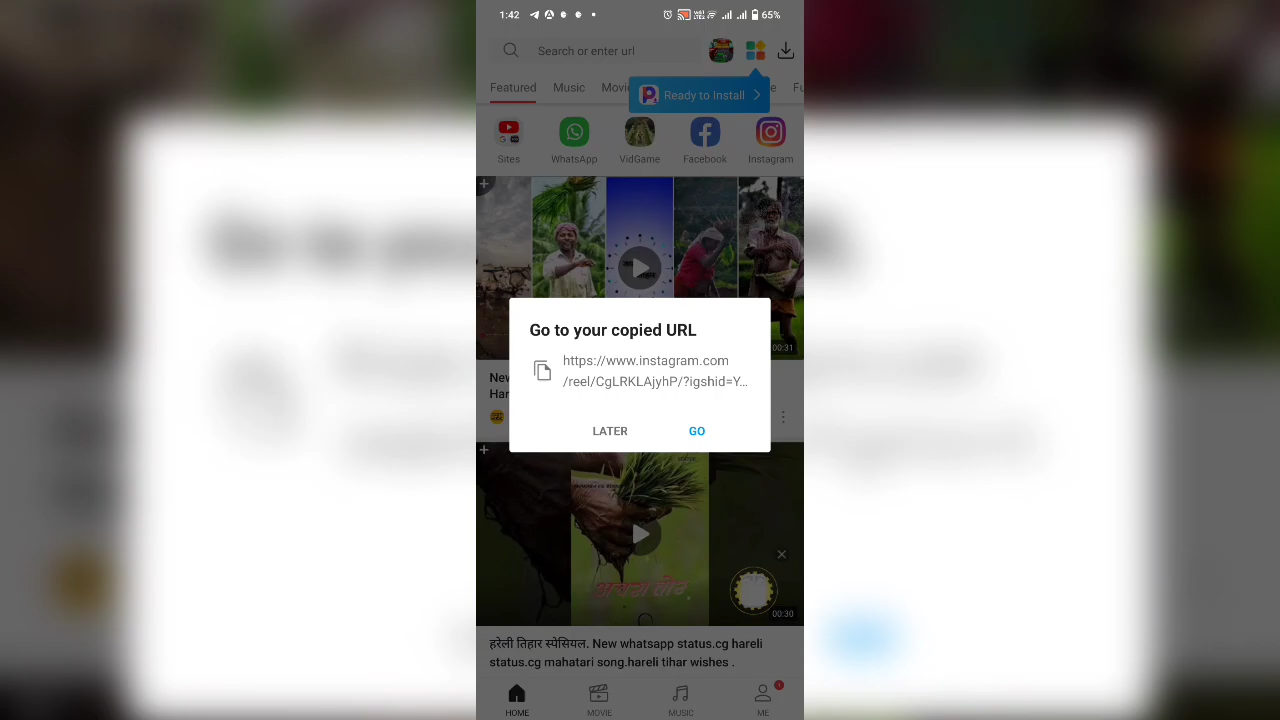 1:42
65%
Search or enter url
Featured
Music
Ready to Install
Sites
WhatsApp
VidGame
Facebook
Instagram
00:31
Go to your copied URL
https://www.instagram.com
/reel/CgLRKLAjyhP/?igshid=Y...
LATER
GO
00:30
हरेली तिहार स्पेसियल. New whatsapp status.cg hareli
status.cg mahatari song.hareli tihar wishes .
HOME
MOVIE
MUSIC
ME